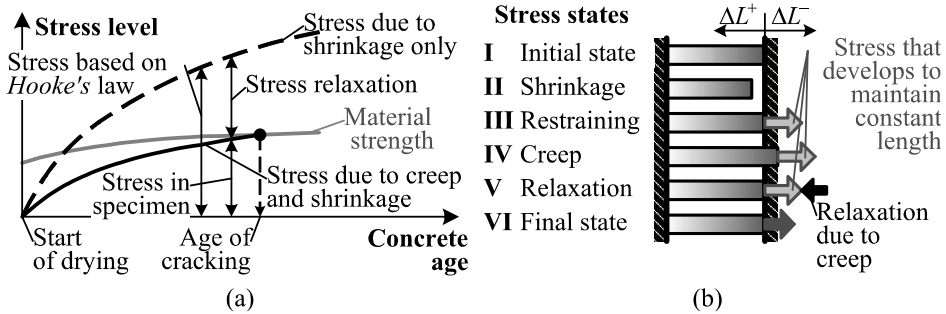 Stress level
Stress due to
shrinkage only
Stress based on
Hooke's law
Stress relaxation
Material
strength
Stress in
specimen
Stress due to creep
and shrinkage
Start
of drying
Age of
cracking
Concrete
age
(a)
Stress states
ΔL⁺ ΔL⁻
I Initial state
II Shrinkage
III Restraining
IV Creep
V Relaxation
VI Final state
Stress that
develops to
maintain
constant
length
Relaxation
due to
creep
(b)